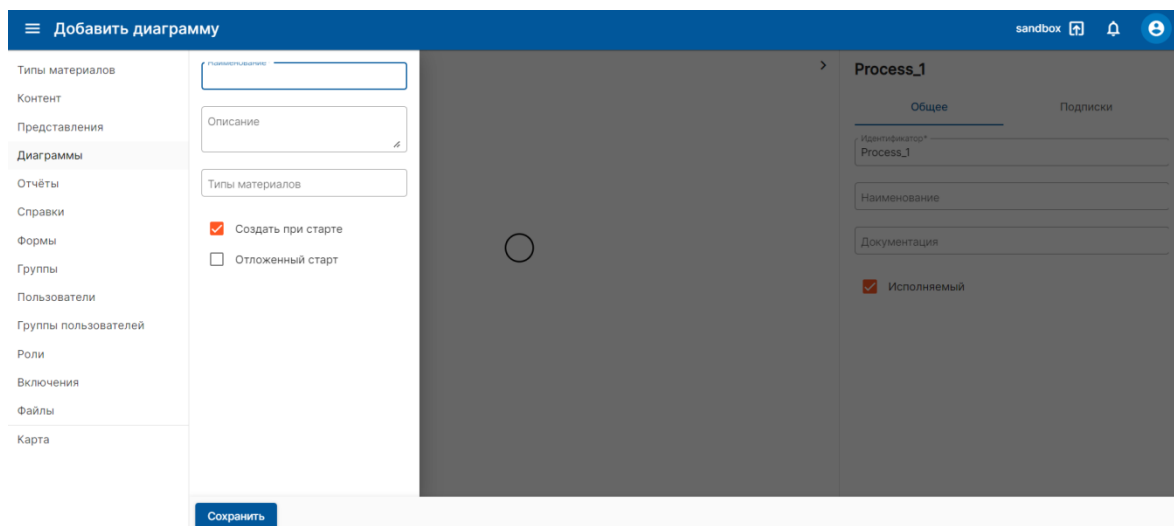 Добавить диаграмму
sandbox
Типы материалов
Контент
Представления
Диаграммы
Отчёты
Справки
Формы
Группы
Пользователи
Группы пользователей
Роли
Включения
Файлы
Карта
Наименование
Описание
Типы материалов
Создать при старте
Отложенный старт
Сохранить
Process_1
Общее Подписки
Идентификатор*
Process_1
Наименование
Документация
Исполняемый